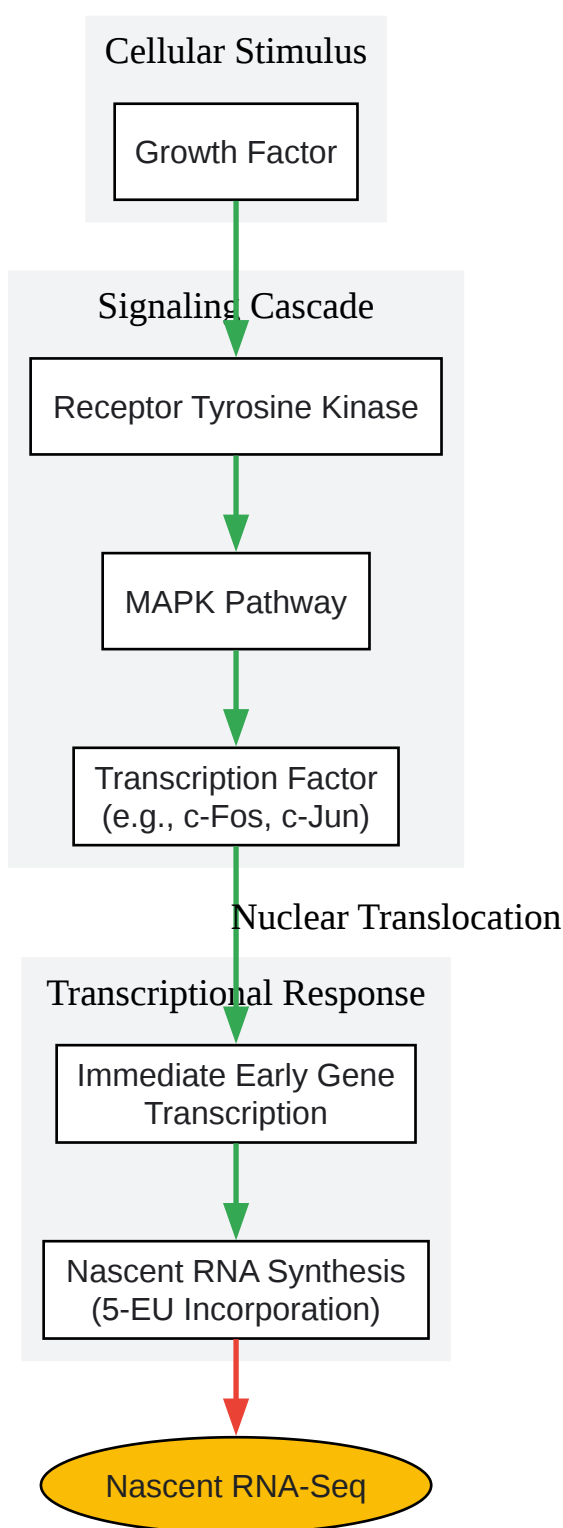 Cellular Stimulus
Growth Factor
Signaling Cascade
Receptor Tyrosine Kinase
MAPK Pathway
Transcription Factor
(e.g., c-Fos, c-Jun)
Nuclear Translocation
Transcriptional Response
Immediate Early Gene
Transcription
Nascent RNA Synthesis
(5-EU Incorporation)
Nascent RNA-Seq